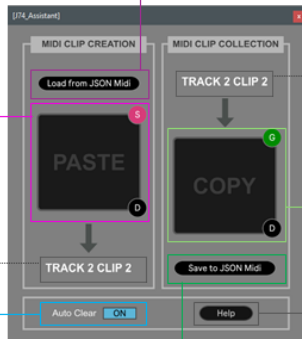 [J74_Assistant]
x
MIDI CLIP CREATION
Load from JSON Midi
S
PASTE
D
TRACK 2 CLIP 2
MIDI CLIP COLLECTION
TRACK 2 CLIP 2
G
COPY
D
Save to JSON Midi
Auto Clear
ON
Help